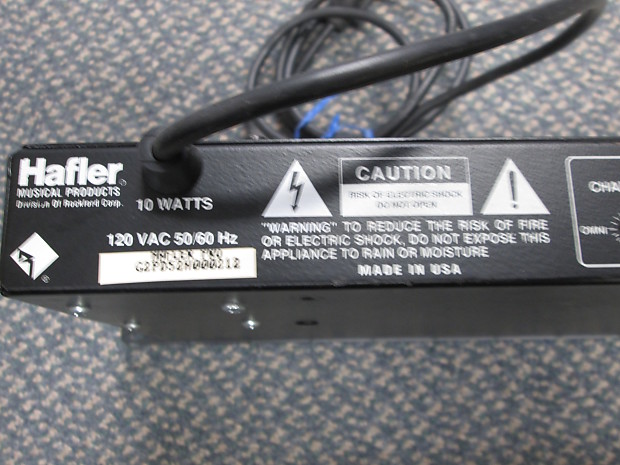 Hafler
MUSICAL PRODUCTS
Division Of Rockford Corp.
10 WATTS
120 VAC 50/60 Hz
CAUTION
RISK OF ELECTRIC SHOCK
DO NOT OPEN
"WARNING" TO REDUCE THE RISK OF FIRE
OR ELECTRIC SHOCK, DO NOT EXPOSE THIS
APPLIANCE TO RAIN OR MOISTURE
MADE IN USA
OMNI